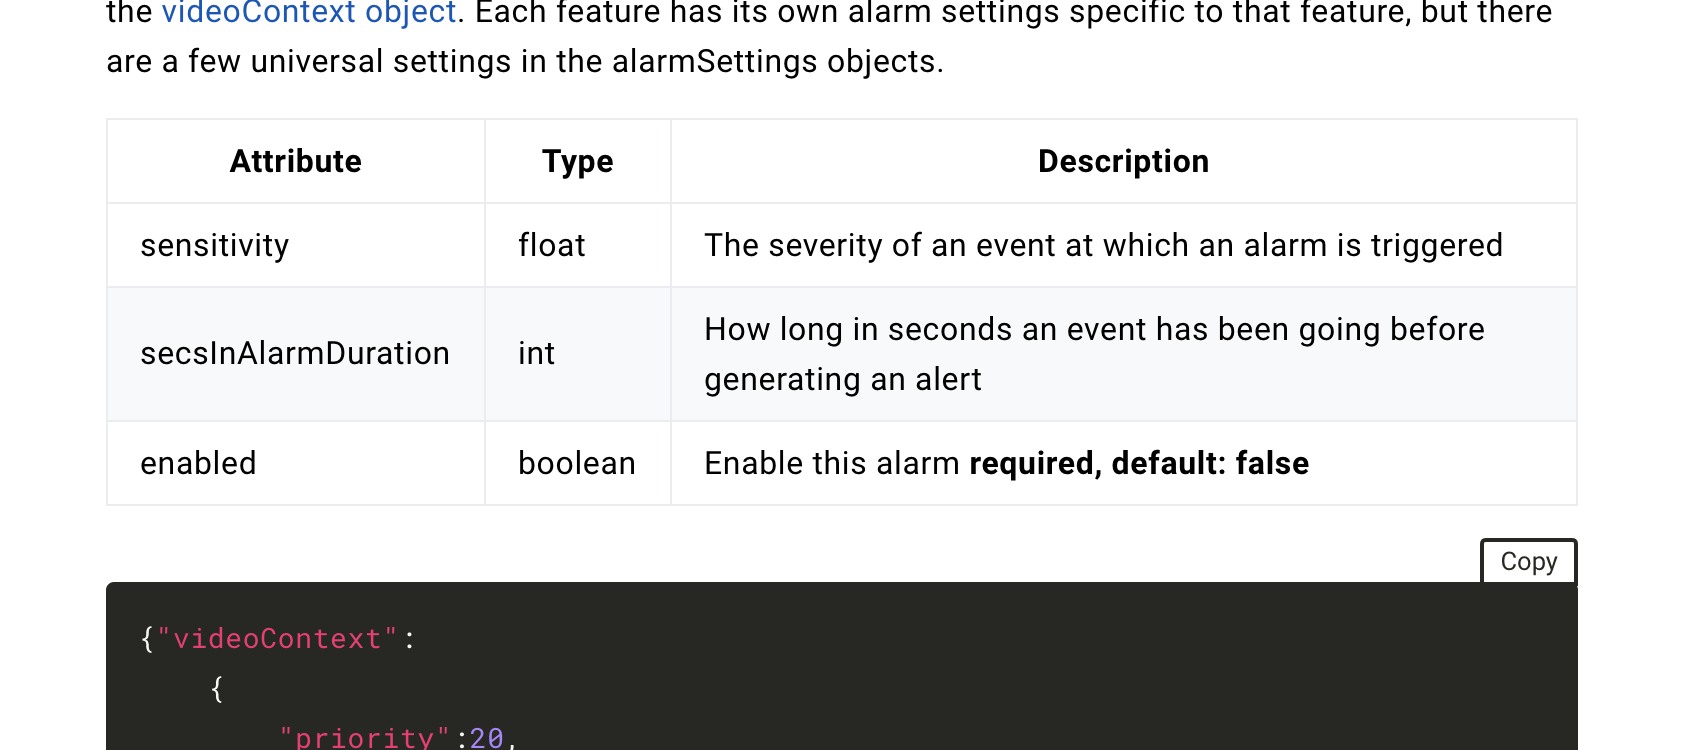 the videoContext object. Each feature has its own alarm settings specific to that feature, but there
are a few universal settings in the alarmSettings objects.
Attribute Type Description
sensitivity float The severity of an event at which an alarm is triggered
secsInAlarmDuration int How long in seconds an event has been going before
generating an alert
enabled boolean Enable this alarm required, default: false
Copy
{"videoContext":
{
"priority":20,